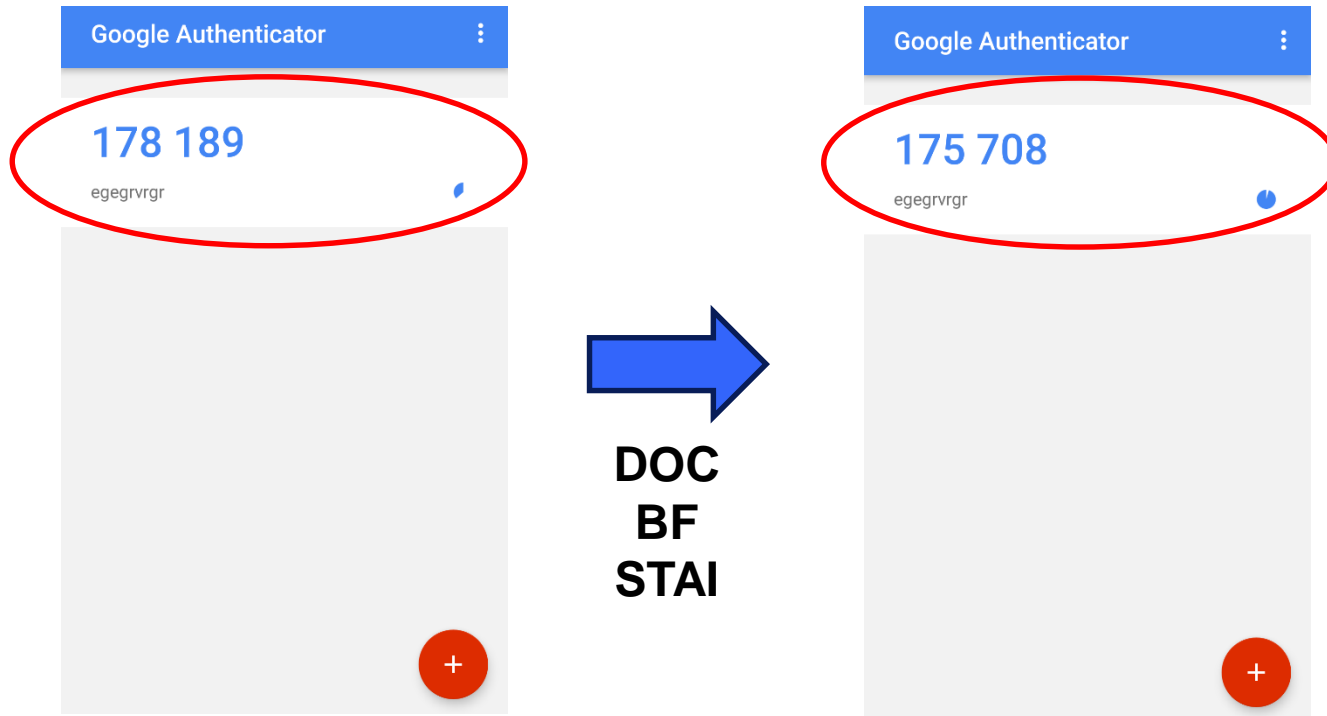 Google Authenticator
178 189
egegrvrgr
+
DOC
BF
STAI
Google Authenticator
175 708
egegrvrgr
+